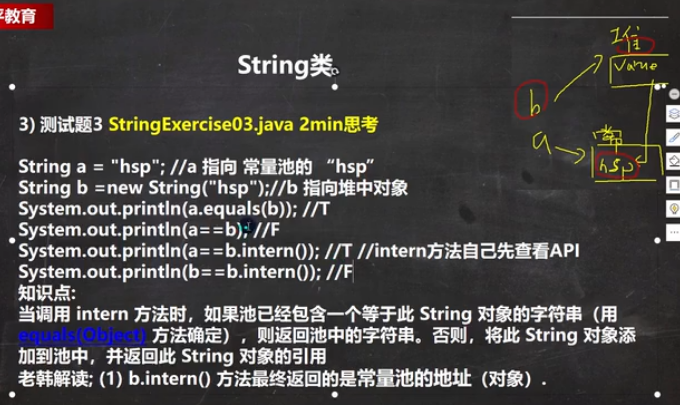 平教育
String类
3) 测试题3 StringExercise03.java 2min思考
String a = "hsp"; //a 指向 常量池的 “hsp”
String b =new String("hsp");//b 指向堆中对象
System.out.println(a.equals(b)); //T
System.out.println(a==b); //F
System.out.println(a==b.intern()); //T //intern方法自己先查看API
System.out.println(b==b.intern()); //F
知识点:
当调用 intern 方法时，如果池已经包含一个等于此 String 对象的字符串（用
equals(Object) 方法确定），则返回池中的字符串。否则，将此 String 对象添
加到池中，并返回此 String 对象的引用
老韩解读; (1) b.intern() 方法最终返回的是常量池的地址（对象）.
value
b
a
hsp